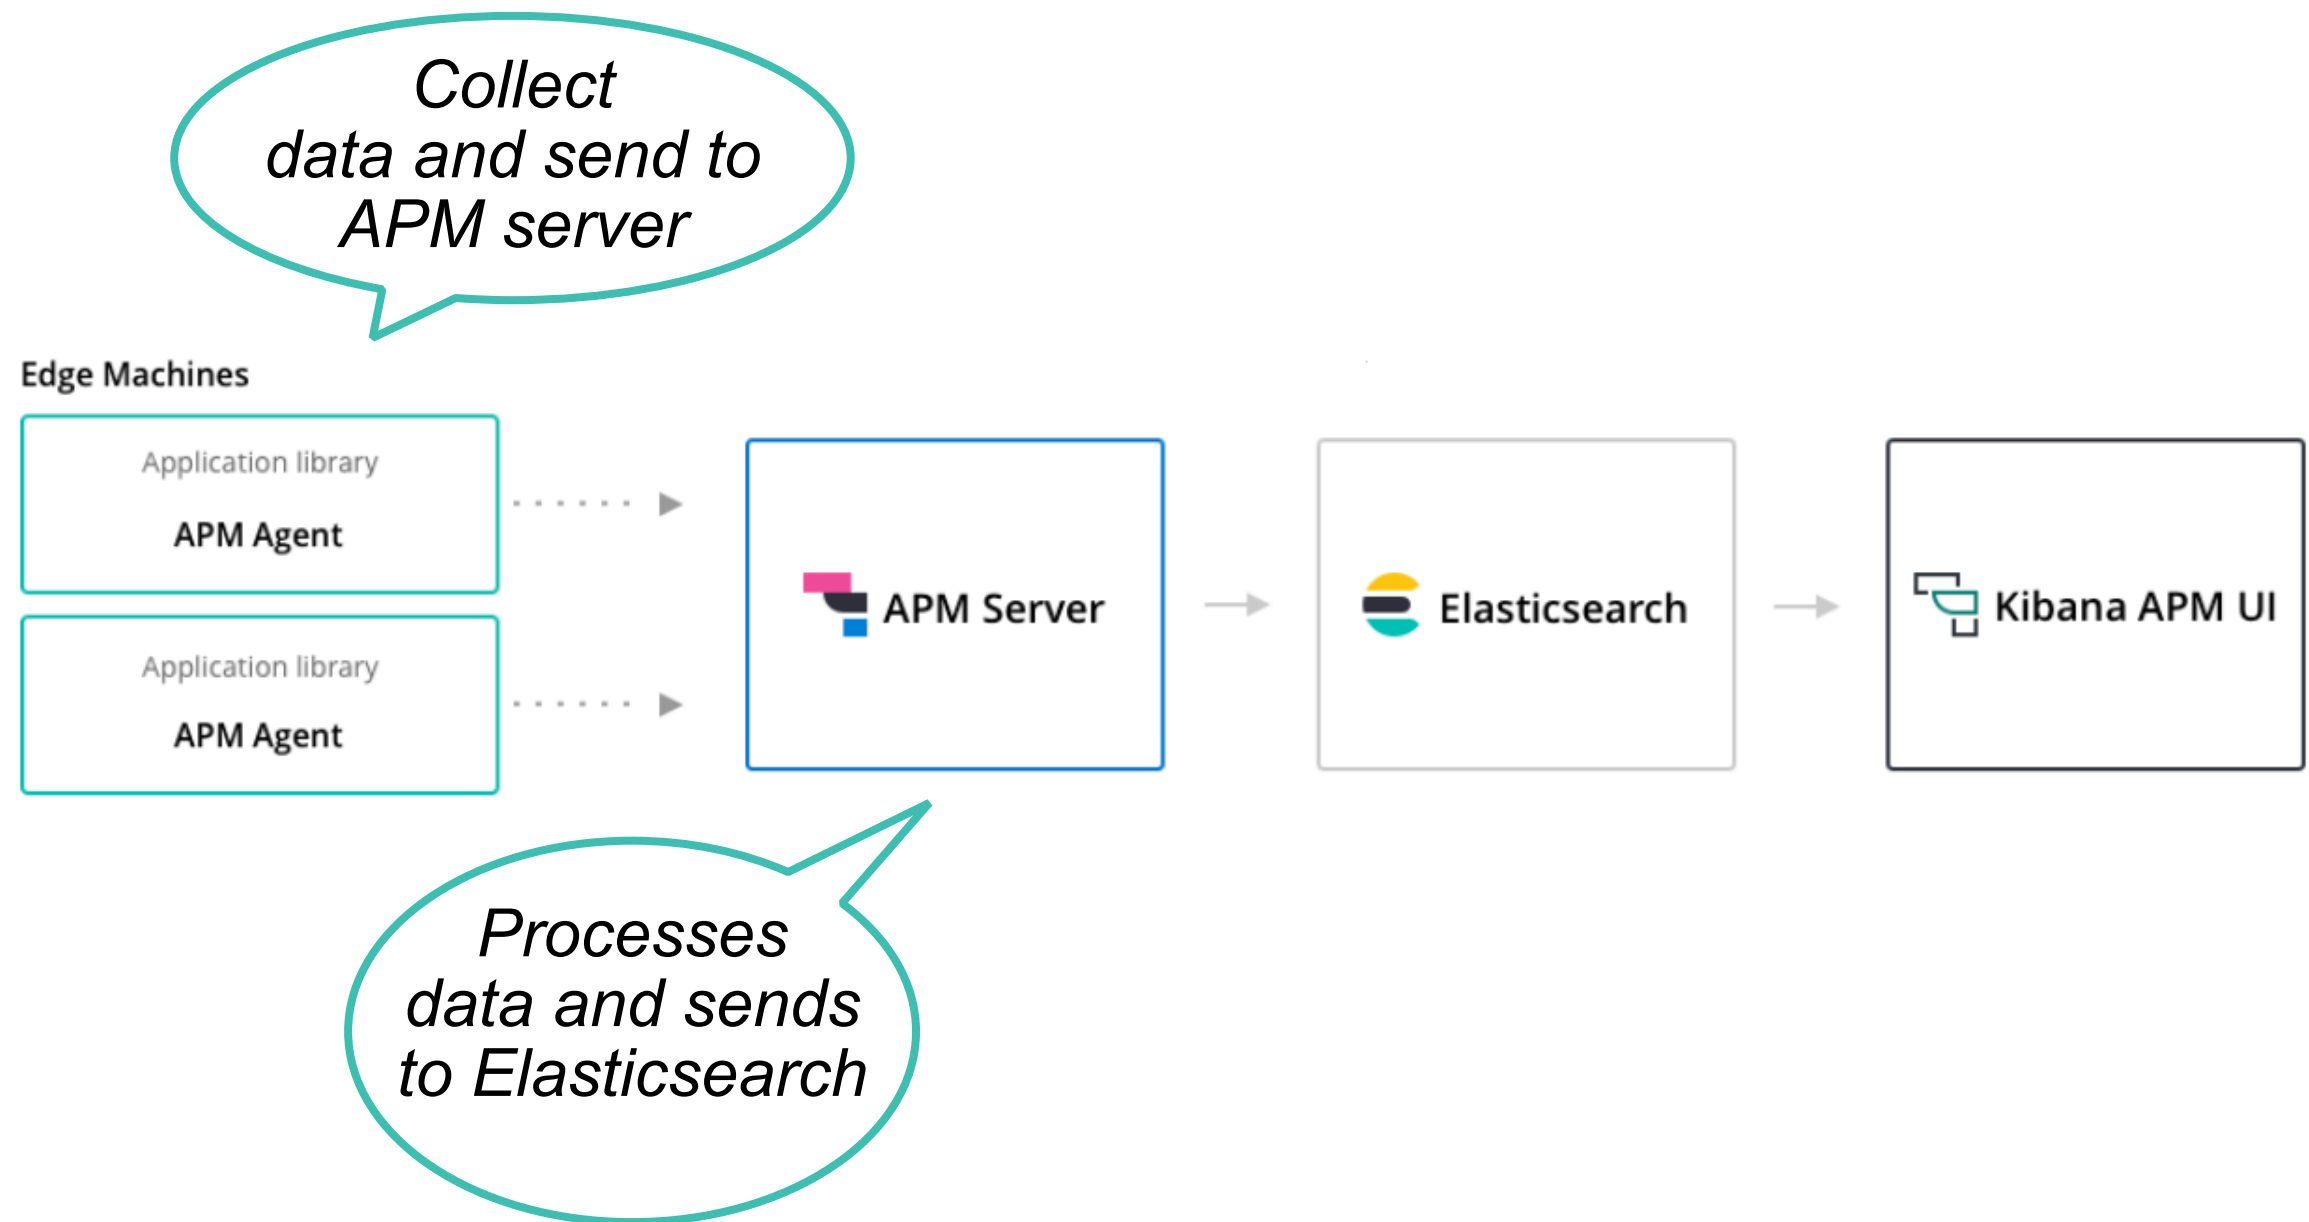 Collect
data and send to
APM server
Edge Machines
Application library
APM Agent
Application library
APM Agent
APM Server
Elasticsearch
Kibana APM UI
Processes
data and sends
to Elasticsearch